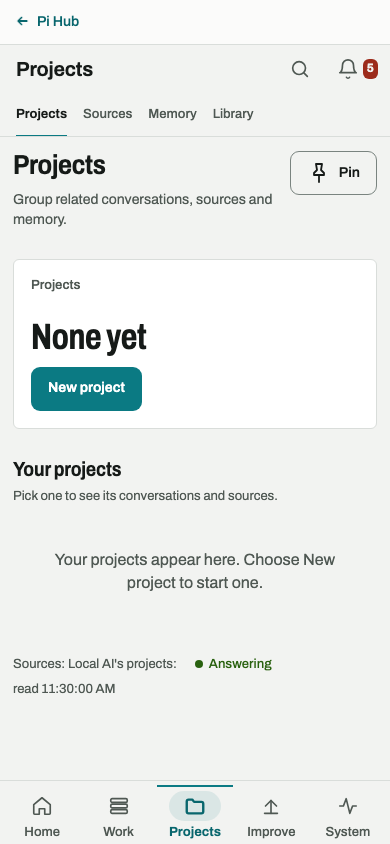 Pi Hub
Projects
5
Projects Sources Memory Library
Projects
Pin
Group related conversations, sources and
memory.
Projects
None yet
New project
Your projects
Pick one to see its conversations and sources.
Your projects appear here. Choose New
project to start one.
Sources: Local AI's projects: Answering
read 11:30:00 AM
Home Work Projects Improve System